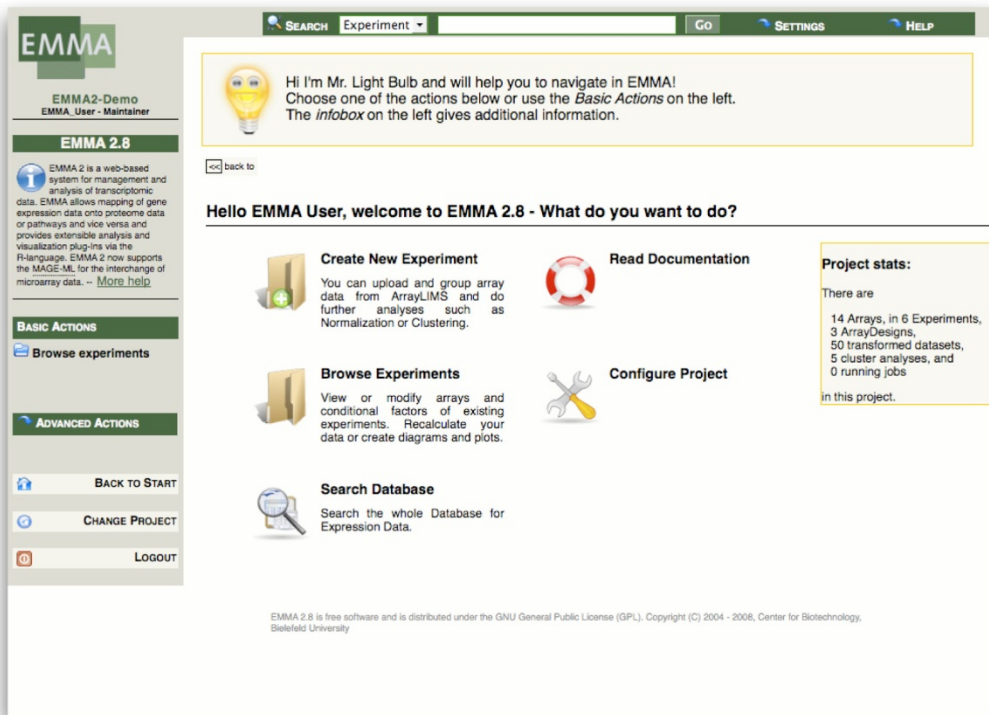 SEARCH Experiment Go SETTINGS HELP
EMMA
EMMA2-Demo
EMMA_User - Maintainer
EMMA 2.8
EMMA 2 is a web-based
system for management and
analysis of transcriptomic
data. EMMA allows mapping of gene
expression data onto proteome data
or pathways and vice versa and
provides extensible analysis and
visualization plug-ins via the
R-language. EMMA 2 now supports
the MAGE-ML for the interchange of
microarray data. -- More help
BASIC ACTIONS
Browse experiments
ADVANCED ACTIONS
BACK TO START
CHANGE PROJECT
LOGOUT
Hi I'm Mr. Light Bulb and will help you to navigate in EMMA!
Choose one of the actions below or use the Basic Actions on the left.
The infobox on the left gives additional information.
<< back to
Hello EMMA User, welcome to EMMA 2.8 - What do you want to do?
Create New Experiment
You can upload and group array
data from ArrayLIMS and do
further analyses such as
Normalization or Clustering.
Read Documentation
Browse Experiments
View or modify arrays and
conditional factors of existing
experiments. Recalculate your
data or create diagrams and plots.
Configure Project
Search Database
Search the whole Database for
Expression Data.
Project stats:
There are
14 Arrays, in 6 Experiments,
3 ArrayDesigns,
50 transformed datasets,
5 cluster analyses, and
0 running jobs
in this project.
EMMA 2.8 is free software and is distributed under the GNU General Public License (GPL). Copyright (C) 2004 - 2008, Center for Biotechnology,
Bielefeld University